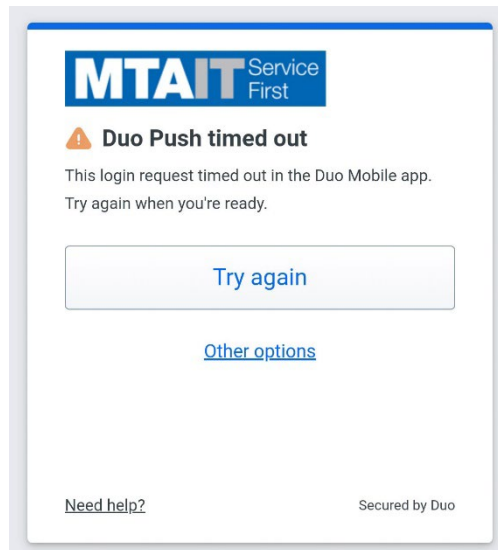 MTAIT Service
First
Duo Push timed out
This login request timed out in the Duo Mobile app.
Try again when you're ready.
Try again
Other options
Need help? Secured by Duo